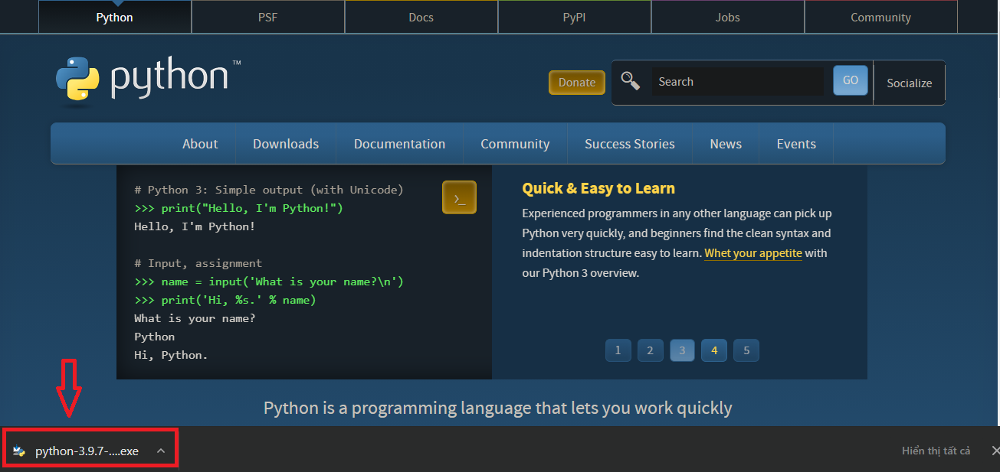 Python PSF Docs PyPI Jobs Community
python™
Donate Search GO Socialize
About Downloads Documentation Community Success Stories News Events
# Python 3: Simple output (with Unicode)
>>> print("Hello, I'm Python!")
Hello, I'm Python!
# Input, assignment
>>> name = input('What is your name?\n')
>>> print('Hi, %s.' % name)
What is your name?
Python
Hi, Python.
>_
Quick & Easy to Learn
Experienced programmers in any other language can pick up
Python very quickly, and beginners find the clean syntax and
indentation structure easy to learn. Whet your appetite with
our Python 3 overview.
1 2 3 4 5
Python is a programming language that lets you work quickly
python-3.9.7-....exe
Hiển thị tất cả